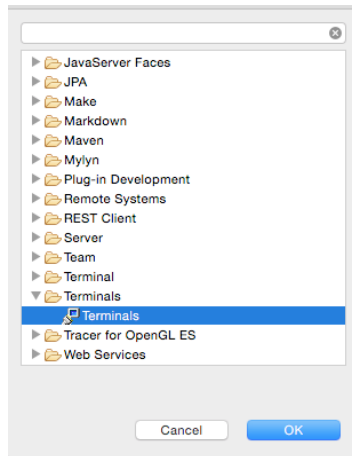 JavaServer Faces
JPA
Make
Markdown
Maven
Mylyn
Plug-in Development
Remote Systems
REST Client
Server
Team
Terminal
Terminals
Terminals
Tracer for OpenGL ES
Web Services
Cancel OK